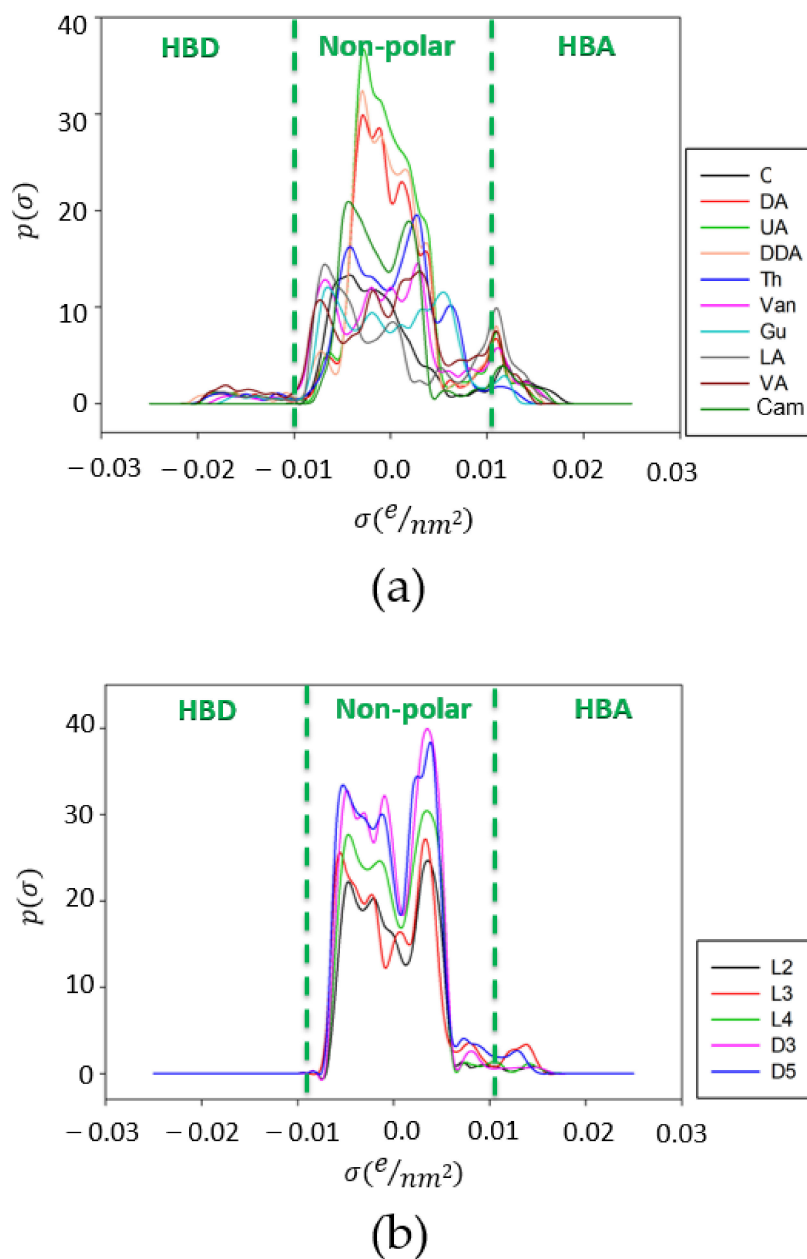 40
HBD Non-polar HBA
30
20
10
0
p(σ)
−0.03 −0.02 −0.01 0.0 0.01 0.02 0.03
σ(e/nm²)
C
DA
UA
DDA
Th
Van
Gu
LA
VA
Cam
(a)
HBD Non-polar HBA
40
30
20
10
0
p(σ)
−0.03 −0.02 −0.01 0.0 0.01 0.02 0.03
σ(e/nm²)
L2
L3
L4
D3
D5
(b)